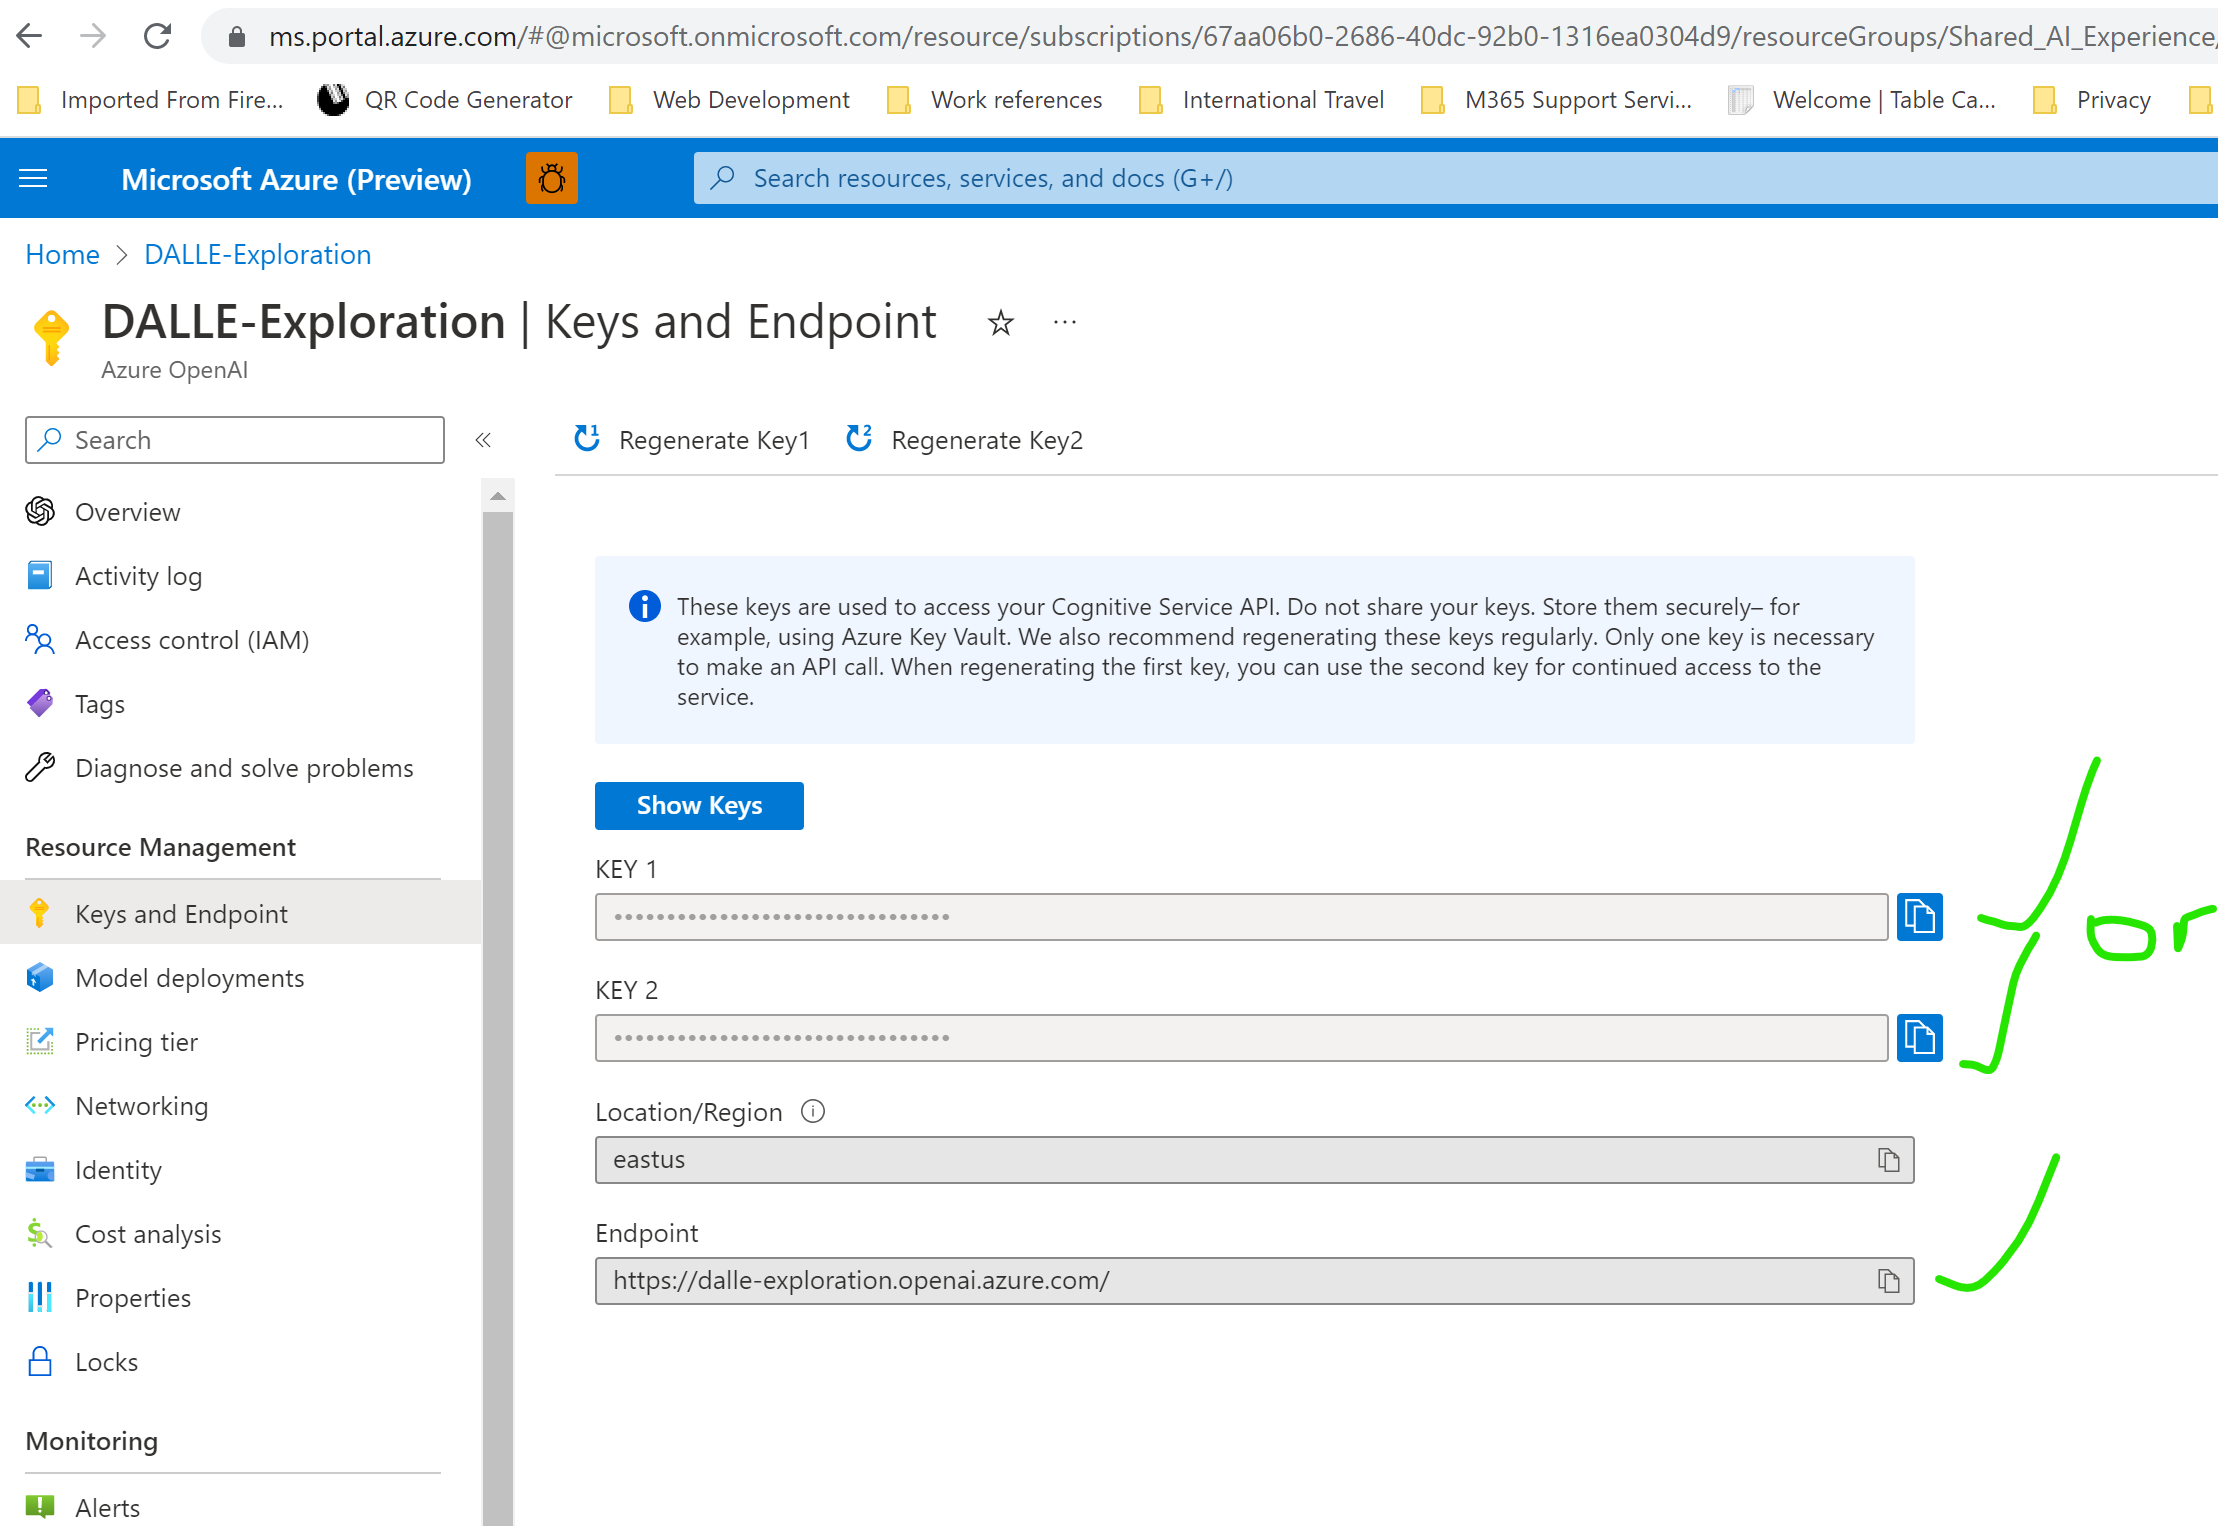 ms.portal.azure.com/#@microsoft.onmicrosoft.com/resource/subscriptions/67aa06b0-2686-40dc-92b0-1316ea0304d9/resourceGroups/Shared_AI_Experience/
Imported From Fire... QR Code Generator Web Development Work references International Travel M365 Support Servi... Welcome | Table Ca... Privacy
Microsoft Azure (Preview) Search resources, services, and docs (G+/)
Home > DALLE-Exploration
DALLE-Exploration | Keys and Endpoint ...
Azure OpenAI
Search «
1 Regenerate Key1 2 Regenerate Key2
Overview
Activity log
Access control (IAM)
Tags
Diagnose and solve problems
Resource Management
Keys and Endpoint
Model deployments
Pricing tier
Networking
Identity
Cost analysis
Properties
Locks
Monitoring
Alerts
These keys are used to access your Cognitive Service API. Do not share your keys. Store them securely– for
example, using Azure Key Vault. We also recommend regenerating these keys regularly. Only one key is necessary
to make an API call. When regenerating the first key, you can use the second key for continued access to the
service.
Show Keys
KEY 1
••••••••••••••••••••••••••••••••
or
KEY 2
••••••••••••••••••••••••••••••••
Location/Region
eastus
Endpoint
https://dalle-exploration.openai.azure.com/